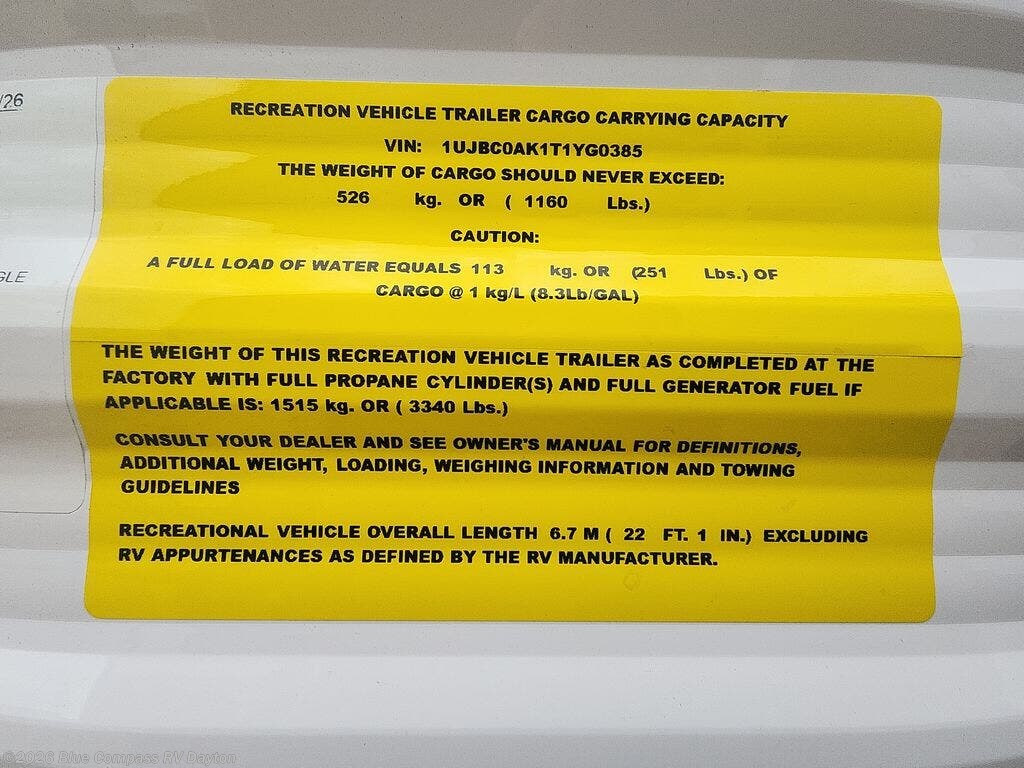 /26
RECREATION VEHICLE TRAILER CARGO CARRYING CAPACITY
VIN: 1UJBC0AK1T1YG0385
THE WEIGHT OF CARGO SHOULD NEVER EXCEED:
526 kg. OR ( 1160 Lbs.)
CAUTION:
A FULL LOAD OF WATER EQUALS 113 kg. OR (251 Lbs.) OF
CARGO @ 1 kg/L (8.3Lb/GAL)
GLE
THE WEIGHT OF THIS RECREATION VEHICLE TRAILER AS COMPLETED AT THE
FACTORY WITH FULL PROPANE CYLINDER(S) AND FULL GENERATOR FUEL IF
APPLICABLE IS: 1515 kg. OR ( 3340 Lbs.)
CONSULT YOUR DEALER AND SEE OWNER'S MANUAL FOR DEFINITIONS,
ADDITIONAL WEIGHT, LOADING, WEIGHING INFORMATION AND TOWING
GUIDELINES
RECREATIONAL VEHICLE OVERALL LENGTH 6.7 M ( 22 FT. 1 IN.) EXCLUDING
RV APPURTENANCES AS DEFINED BY THE RV MANUFACTURER.
©2026 Blue Compass RV Dayton